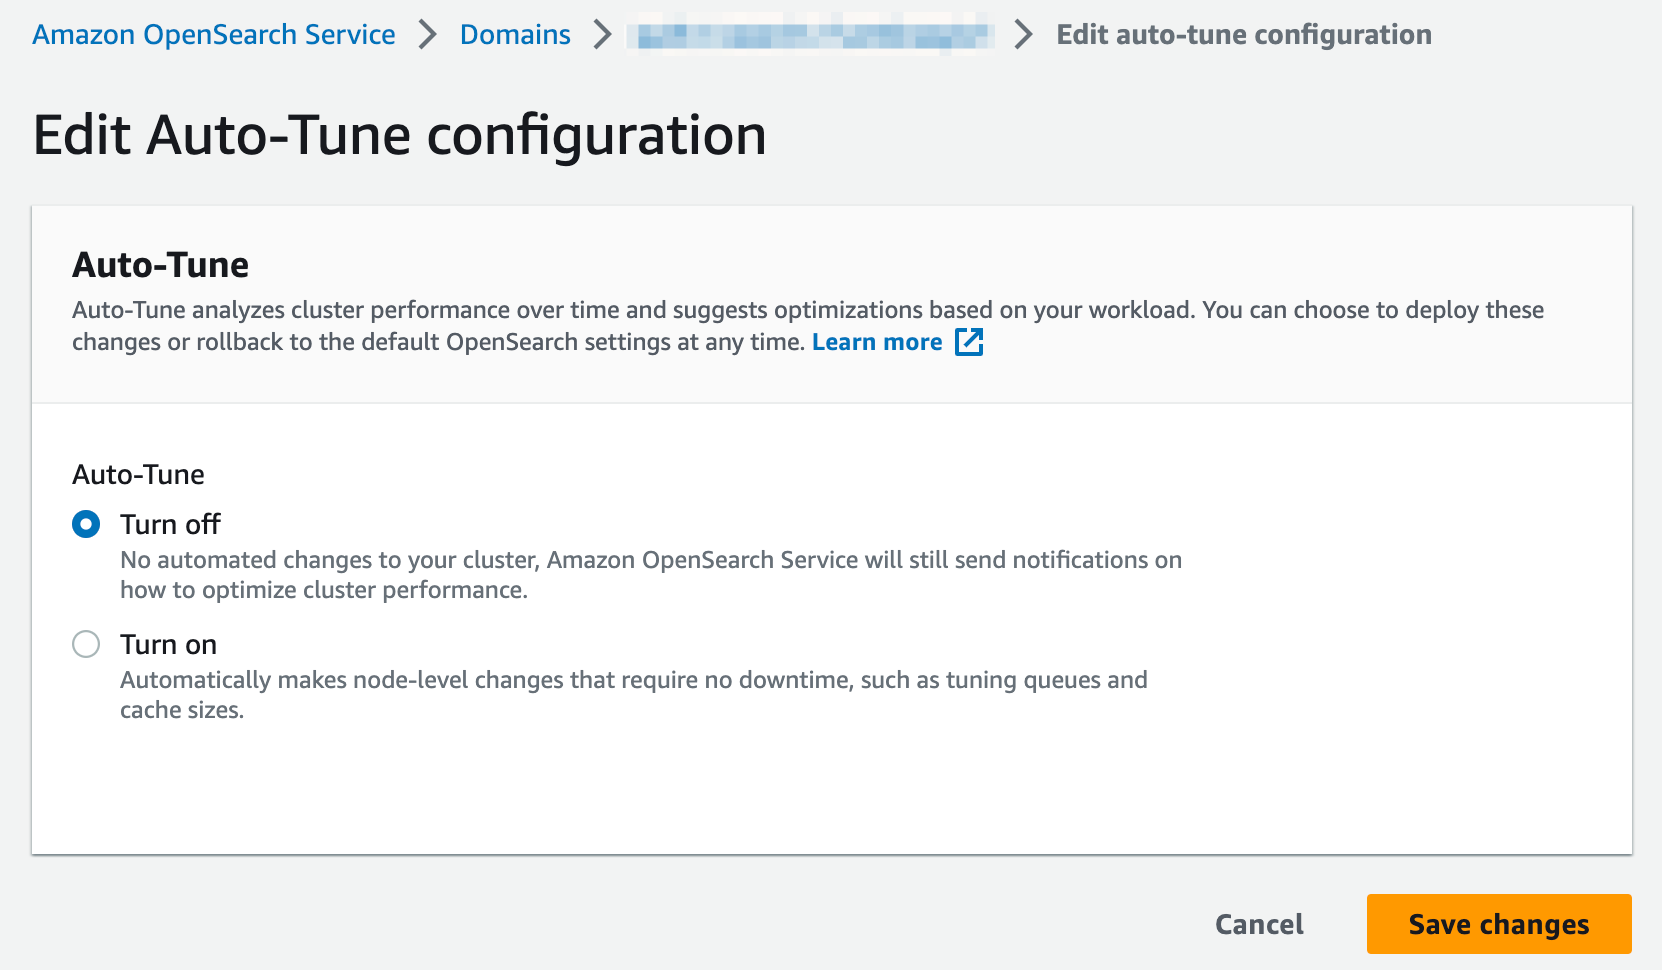 Amazon OpenSearch Service > Domains > > Edit auto-tune configuration
Edit Auto-Tune configuration
Auto-Tune
Auto-Tune analyzes cluster performance over time and suggests optimizations based on your workload. You can choose to deploy these
changes or rollback to the default OpenSearch settings at any time. Learn more
Auto-Tune
Turn off
No automated changes to your cluster, Amazon OpenSearch Service will still send notifications on
how to optimize cluster performance.
Turn on
Automatically makes node-level changes that require no downtime, such as tuning queues and
cache sizes.
Cancel
Save changes